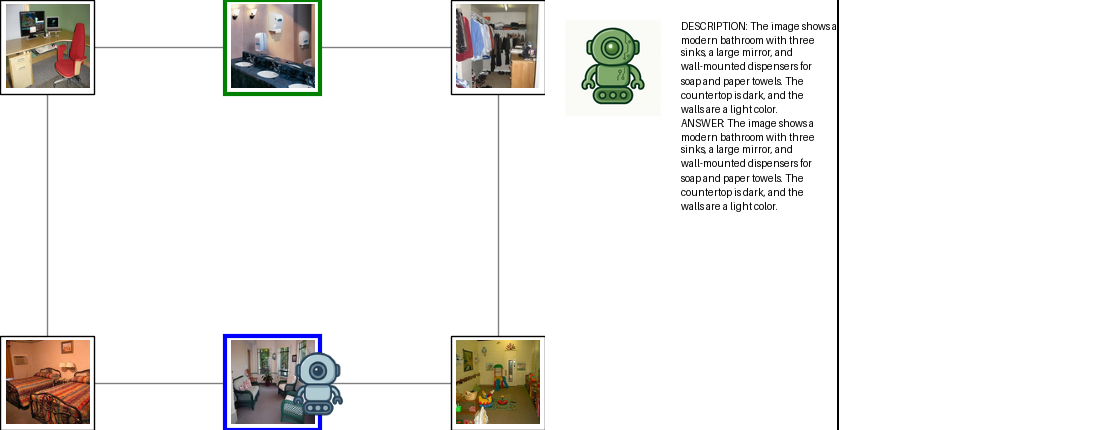 DESCRIPTION: The image shows a
modern bathroom with three
sinks, a large mirror, and
wall-mounted dispensers for
soap and paper towels. The
countertop is dark, and the
walls are a light color.
ANSWER: The image shows a
modern bathroom with three
sinks, a large mirror, and
wall-mounted dispensers for
soap and paper towels. The
countertop is dark, and the
walls are a light color.